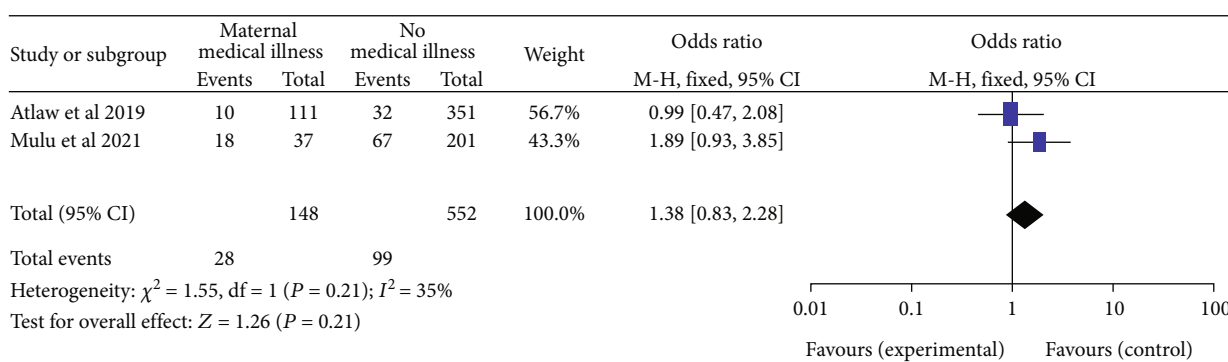 Study or subgroup Maternal medical illness No medical illness Weight Odds ratio Odds ratio
Events Total Events Total M-H, fixed, 95% CI M-H, fixed, 95% CI
Atlaw et al 2019 10 111 32 351 56.7% 0.99 [0.47, 2.08]
Mulu et al 2021 18 37 67 201 43.3% 1.89 [0.93, 3.85]
Total (95% CI) 148 552 100.0% 1.38 [0.83, 2.28]
Total events 28 99
Heterogeneity: χ² = 1.55, df = 1 (P = 0.21); I² = 35%
Test for overall effect: Z = 1.26 (P = 0.21)
0.01 0.1 1 10 100
Favours (experimental) Favours (control)